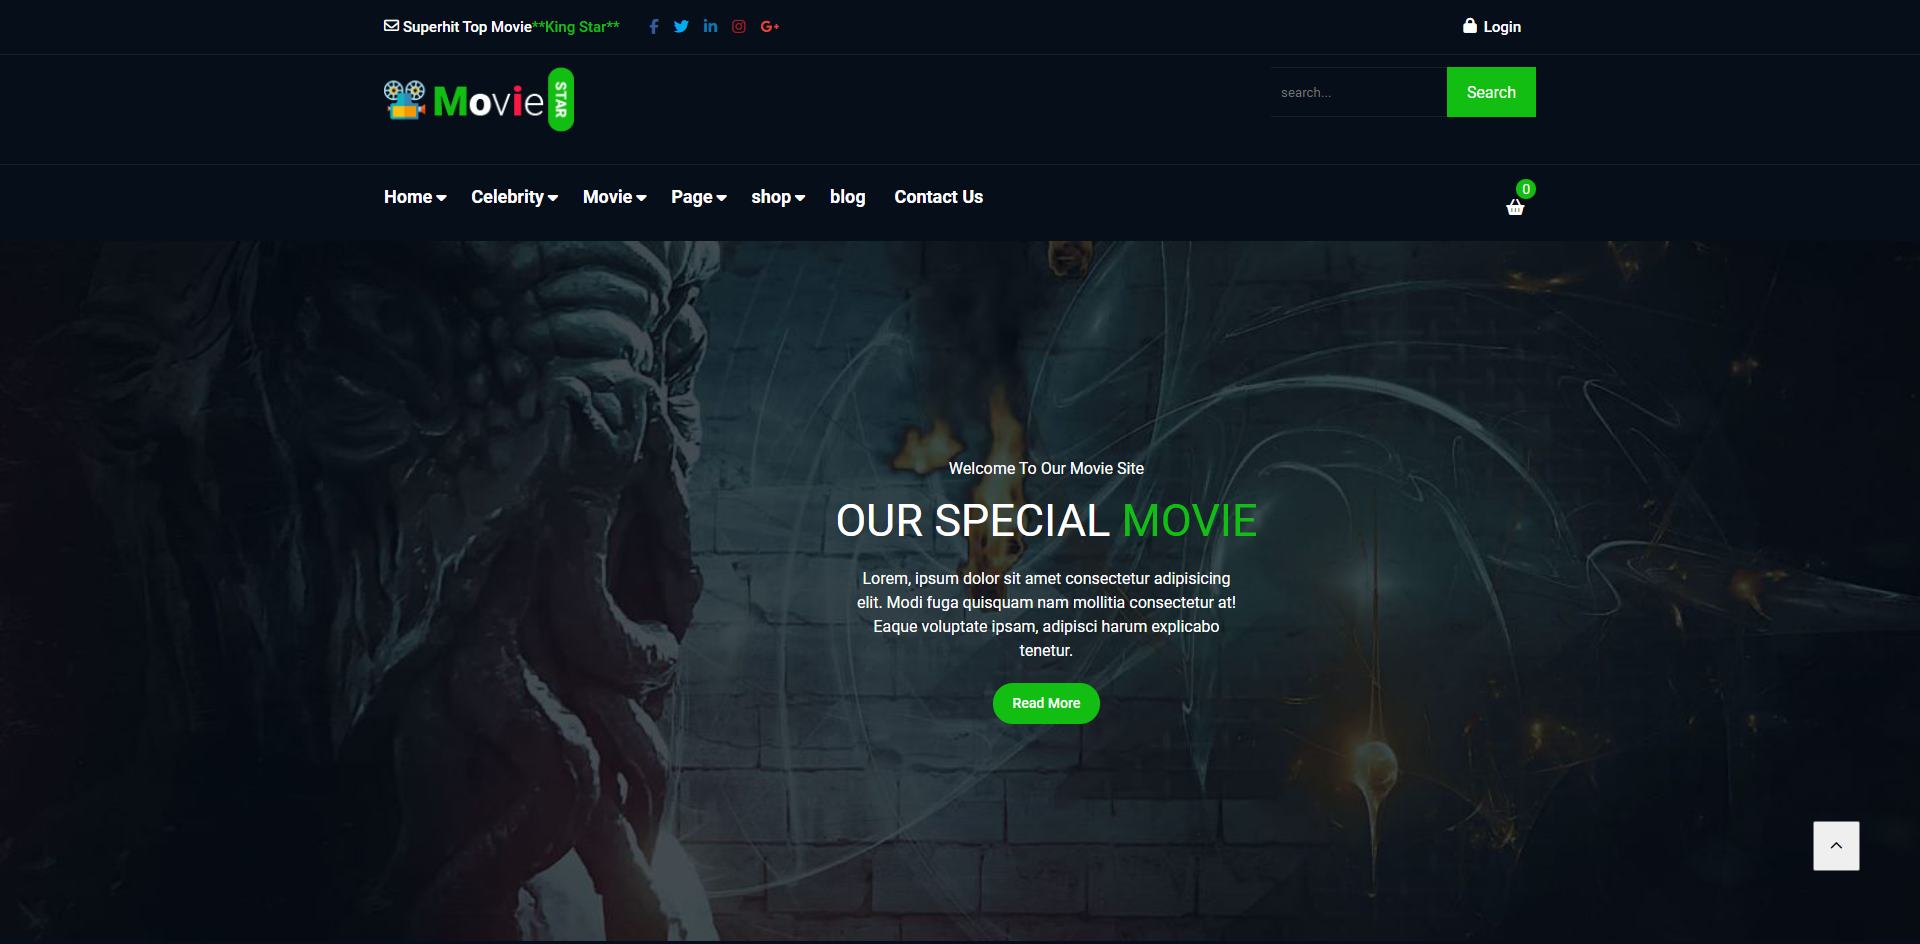 Superhit Top Movie**King Star**
Login
Movie STAR
search...
Search
Home Celebrity Movie Page shop blog Contact Us
0
Welcome To Our Movie Site
OUR SPECIAL MOVIE
Lorem, ipsum dolor sit amet consectetur adipisicing
elit. Modi fuga quisquam nam mollitia consectetur at!
Eaque voluptate ipsam, adipisci harum explicabo
tenetur.
Read More